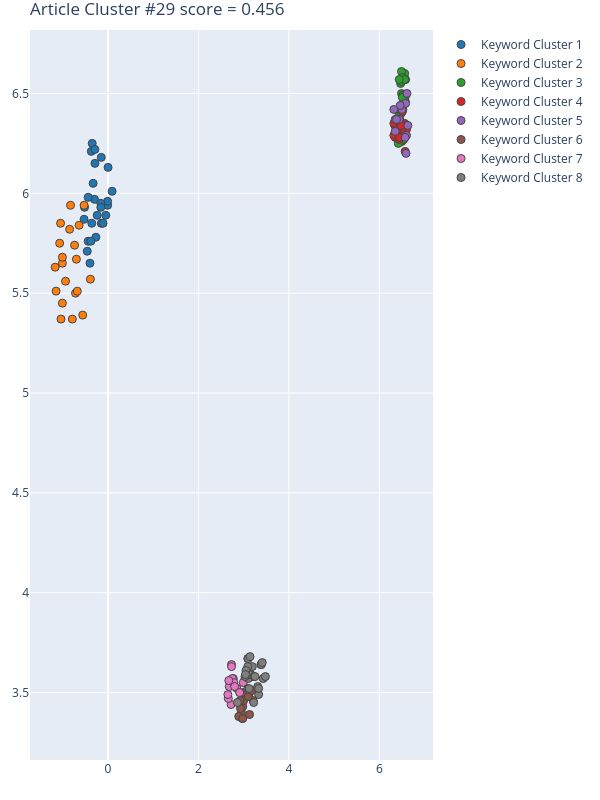 Article Cluster #29 score = 0.456
Keyword Cluster 1
Keyword Cluster 2
Keyword Cluster 3
Keyword Cluster 4
Keyword Cluster 5
Keyword Cluster 6
Keyword Cluster 7
Keyword Cluster 8
6.5
6
5.5
5
4.5
4
3.5
0 2 4 6